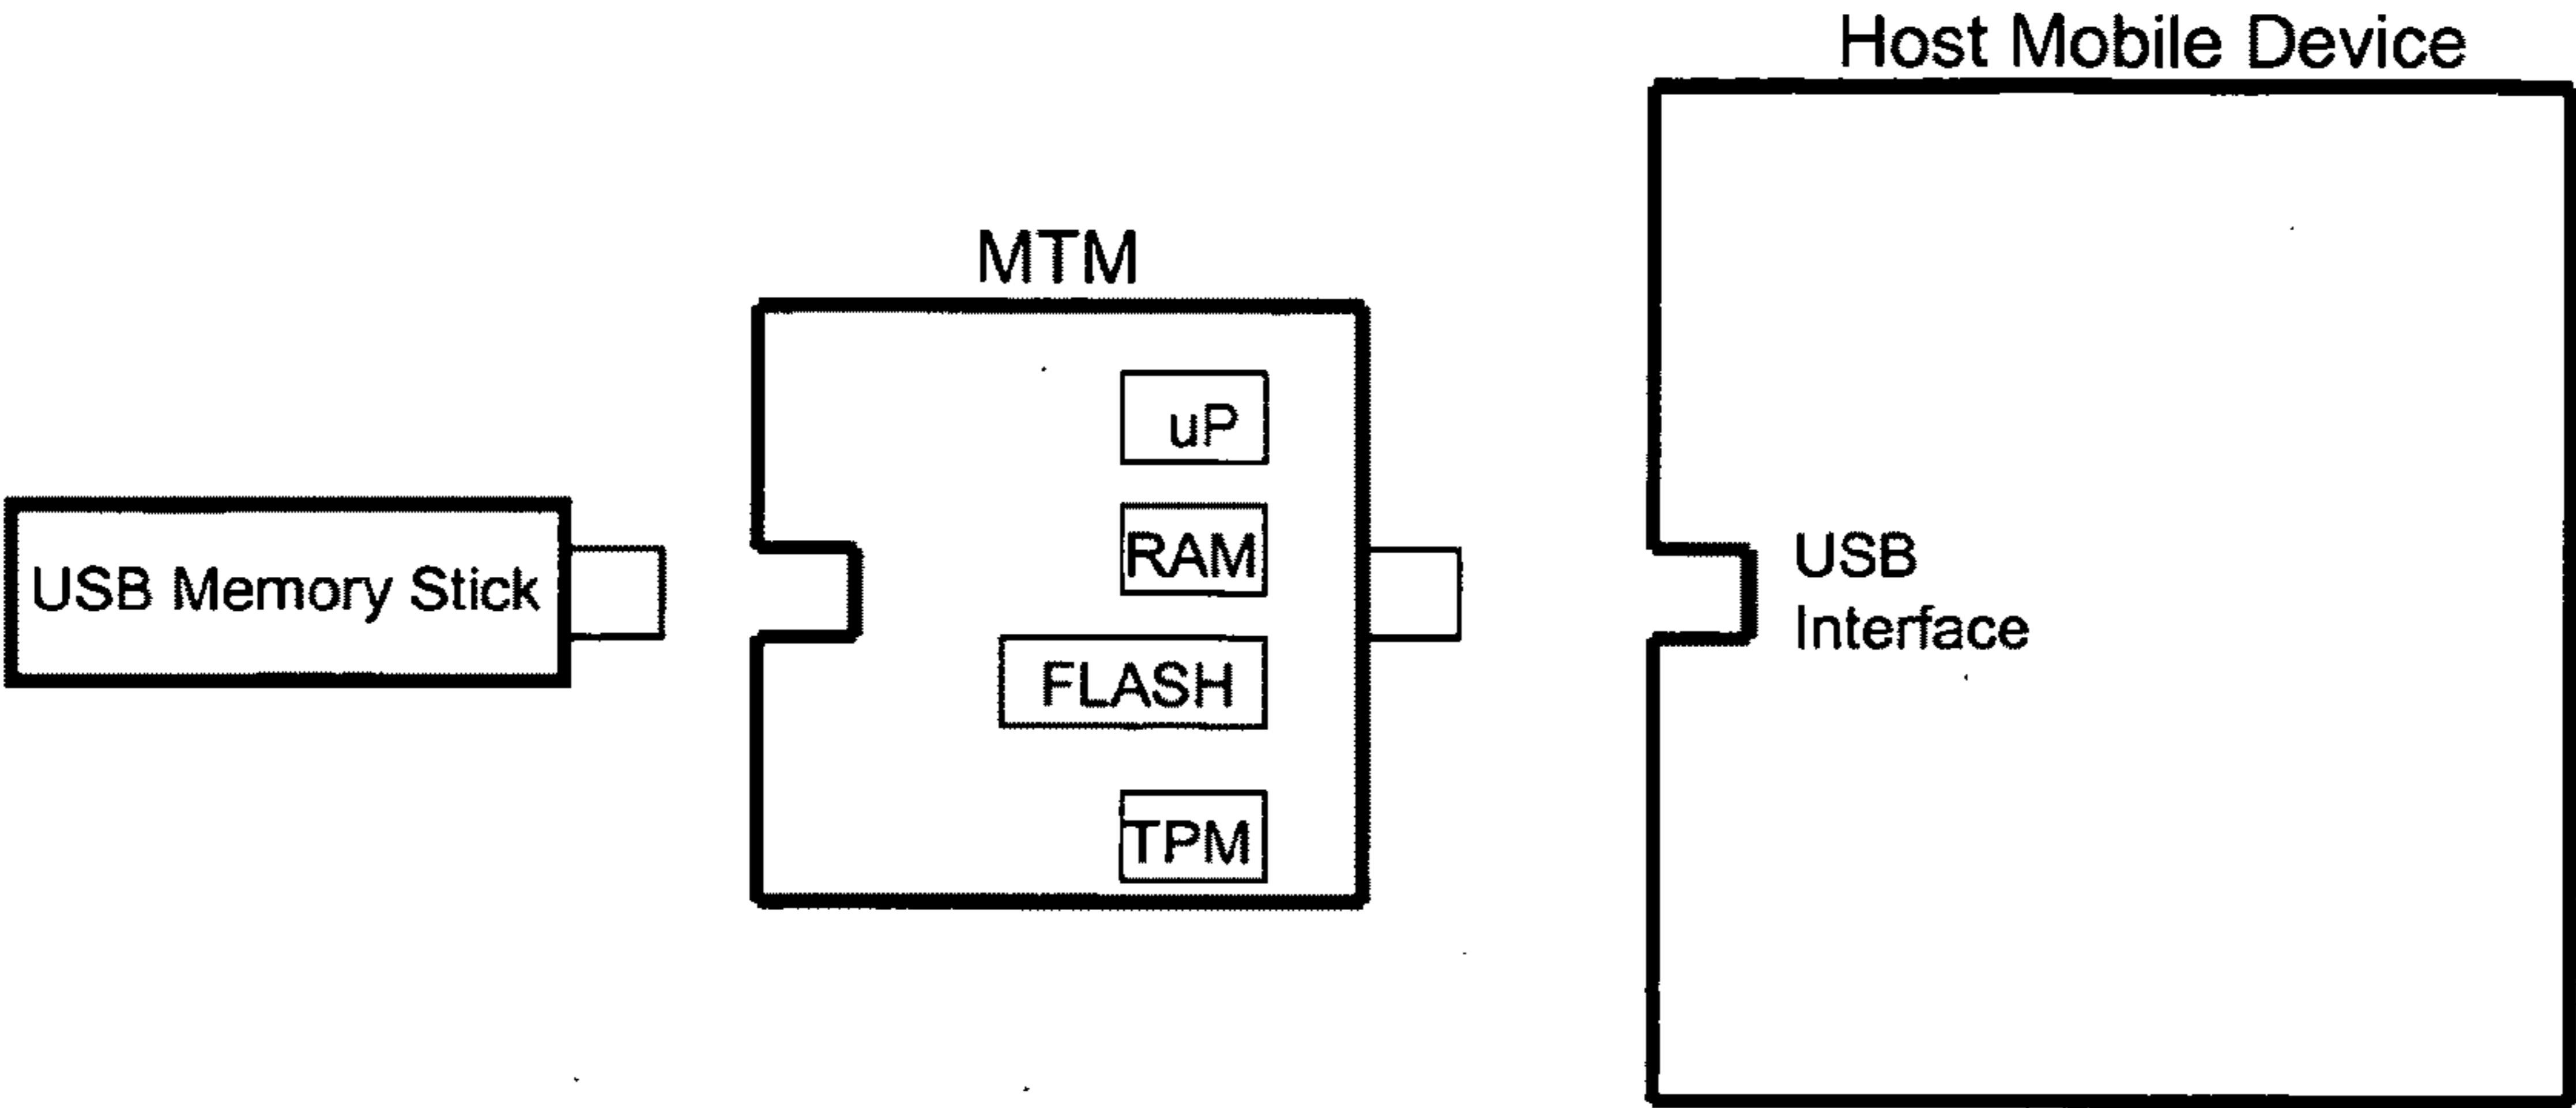 Host Mobile Device
MTM
uP
RAM
FLASH
TPM
USB Memory Stick
USB
Interface